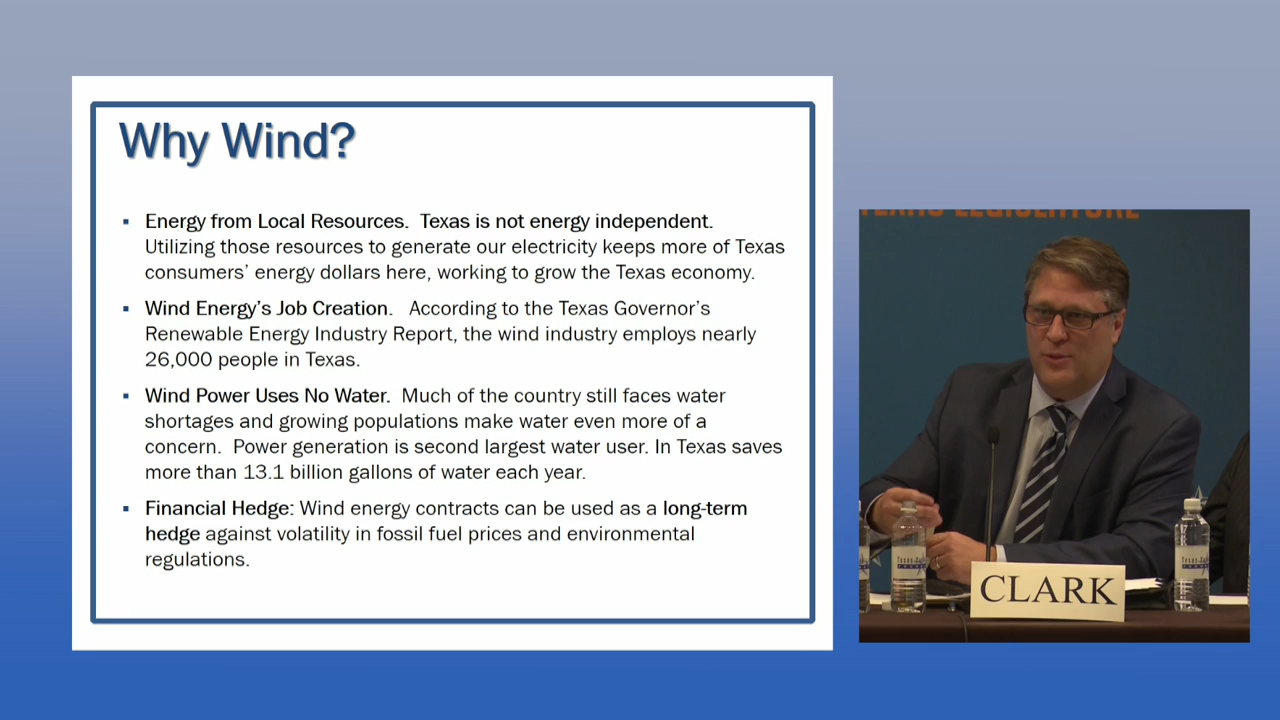 Why Wind?
▪ Energy from Local Resources.  Texas is not energy independent.
Utilizing those resources to generate our electricity keeps more of Texas
consumers’ energy dollars here, working to grow the Texas economy.
▪ Wind Energy’s Job Creation.   According to the Texas Governor’s
Renewable Energy Industry Report, the wind industry employs nearly
26,000 people in Texas.
▪ Wind Power Uses No Water.  Much of the country still faces water
shortages and growing populations make water even more of a
concern.  Power generation is second largest water user. In Texas saves
more than 13.1 billion gallons of water each year.
▪ Financial Hedge: Wind energy contracts can be used as a long-term
hedge against volatility in fossil fuel prices and environmental
regulations.
TEXAS LEGISLATURE
CLARK